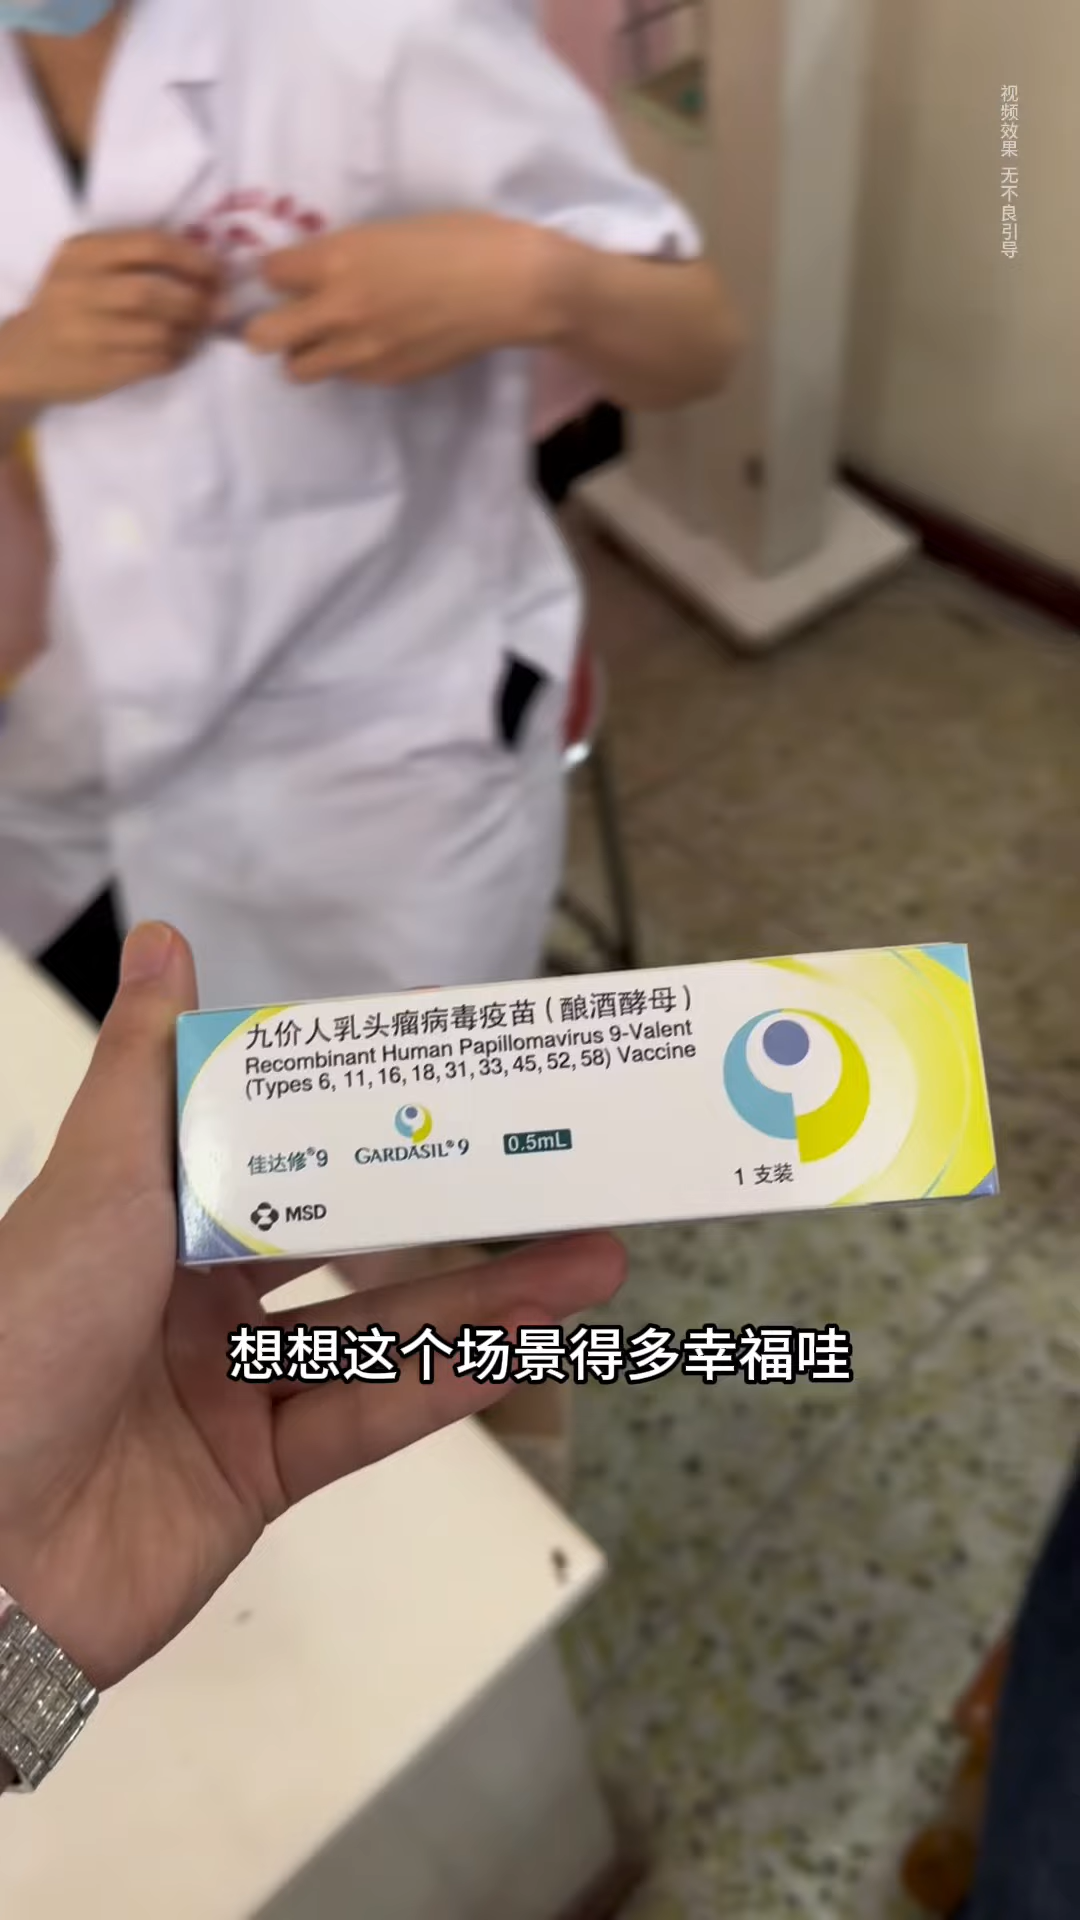 视频效果 无不良引导
九价人乳头瘤病毒疫苗(酿酒酵母)
Recombinant Human Papillomavirus 9-Valent
(Types 6, 11, 16, 18, 31, 33, 45, 52, 58) Vaccine
佳达修®9 GARDASIL®9 0.5mL
1 支装
MSD
想想这个场景得多幸福哇